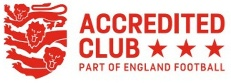 ACCREDITED
CLUB ★ ★ ★
PART OF ENGLAND FOOTBALL